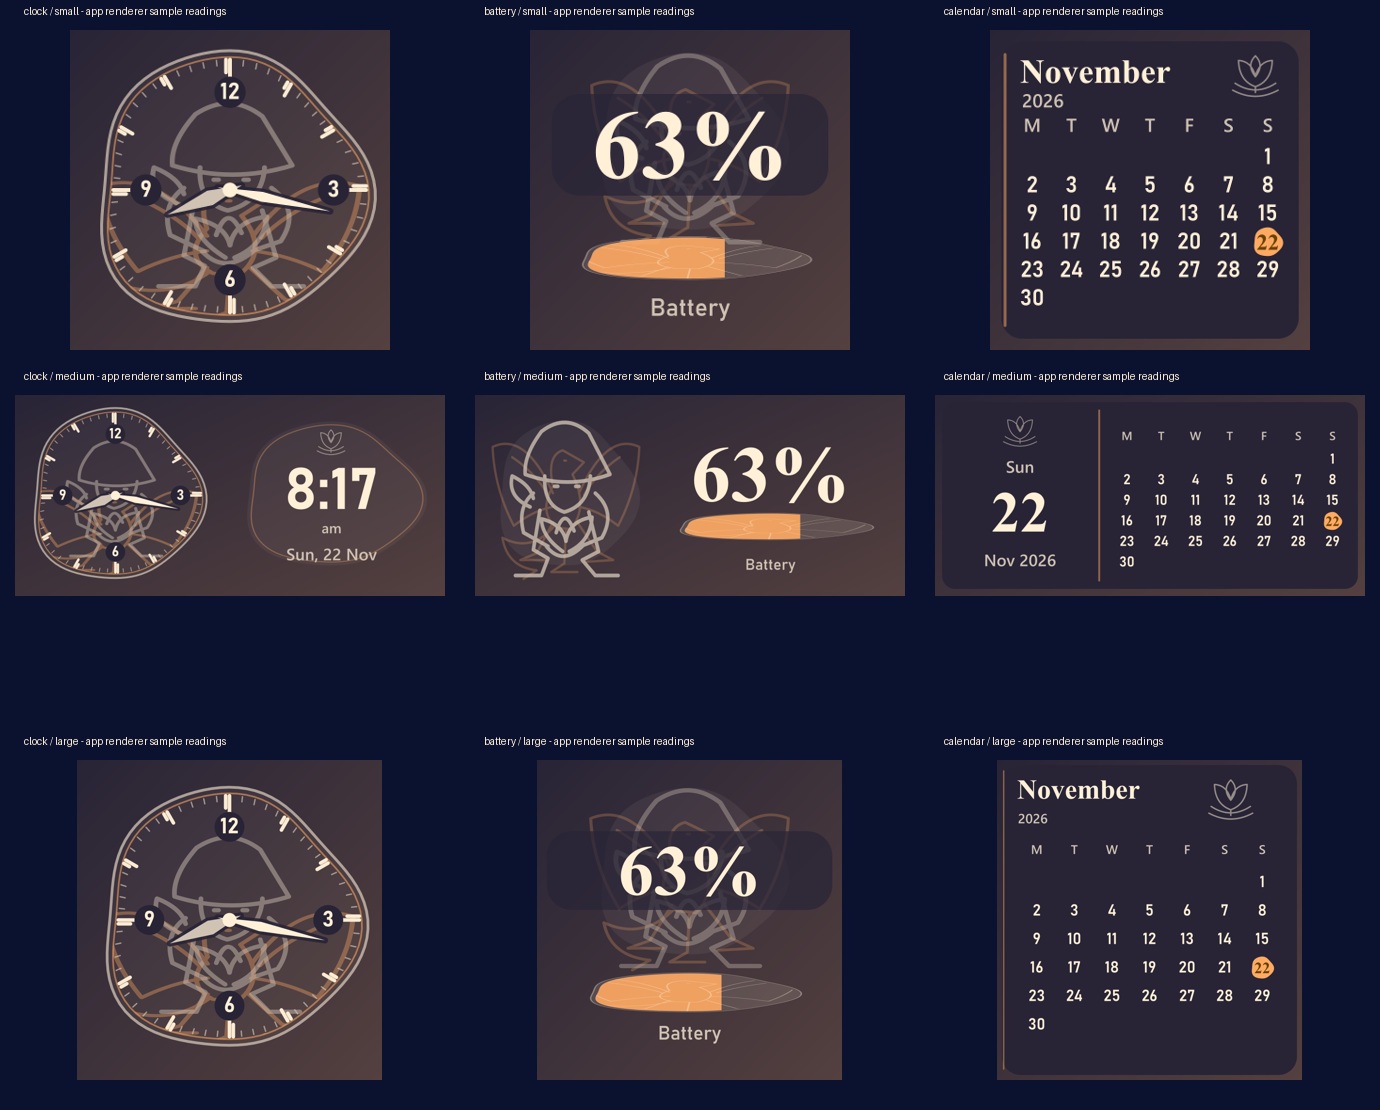 clock / small - app renderer sample readings
12
9
3
6
battery / small - app renderer sample readings
63%
Battery
calendar / small - app renderer sample readings
November
2026
M T W T F S S
1
2 3 4 5 6 7 8
9 10 11 12 13 14 15
16 17 18 19 20 21 22
23 24 25 26 27 28 29
30
clock / medium - app renderer sample readings
12
9
3
6
8:17
am
Sun, 22 Nov
battery / medium - app renderer sample readings
63%
Battery
calendar / medium - app renderer sample readings
Sun
22
Nov 2026
M T W T F S S
1
2 3 4 5 6 7 8
9 10 11 12 13 14 15
16 17 18 19 20 21 22
23 24 25 26 27 28 29
30
clock / large - app renderer sample readings
12
9
3
6
battery / large - app renderer sample readings
63%
Battery
calendar / large - app renderer sample readings
November
2026
M T W T F S S
1
2 3 4 5 6 7 8
9 10 11 12 13 14 15
16 17 18 19 20 21 22
23 24 25 26 27 28 29
30